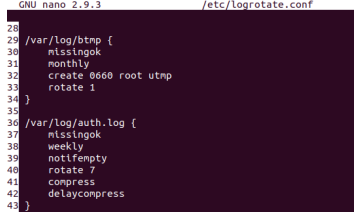 GNU nano 2.9.3 /etc/logrotate.conf
28
29 /var/log/btmp {
30     missingok
31     monthly
32     create 0660 root utmp
33     rotate 1
34 }
35
36 /var/log/auth.log {
37     missingok
38     weekly
39     notifempty
40     rotate 7
41     compress
42     delaycompress
43 }